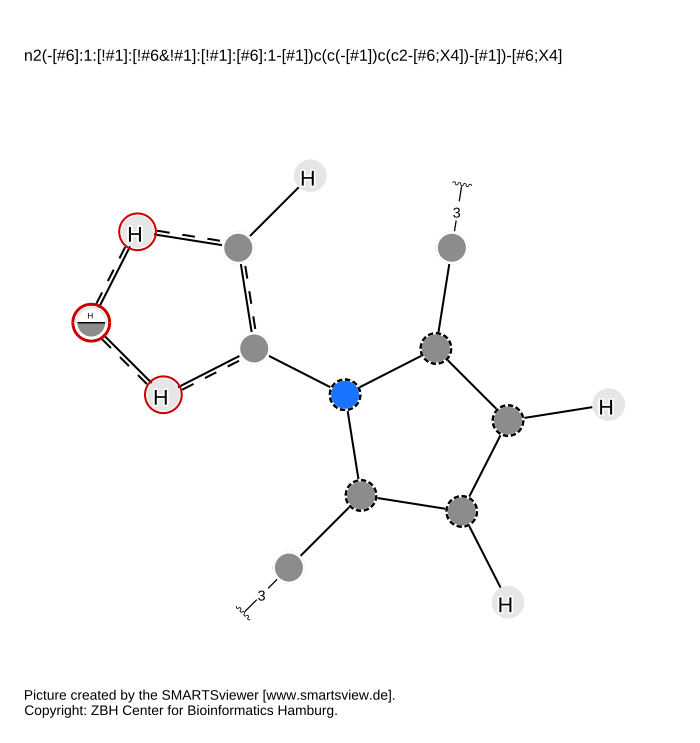 n2(-[#6]:1:[!#1]:[!#6&!#1]:[!#1]:[#6]:1-[#1])c(c(-[#1])c(c2-[#6;X4])-[#1])-[#6;X4]
H
3
H
H
H
H
3
H
Picture created by the SMARTSviewer [www.smartsview.de].
Copyright: ZBH Center for Bioinformatics Hamburg.